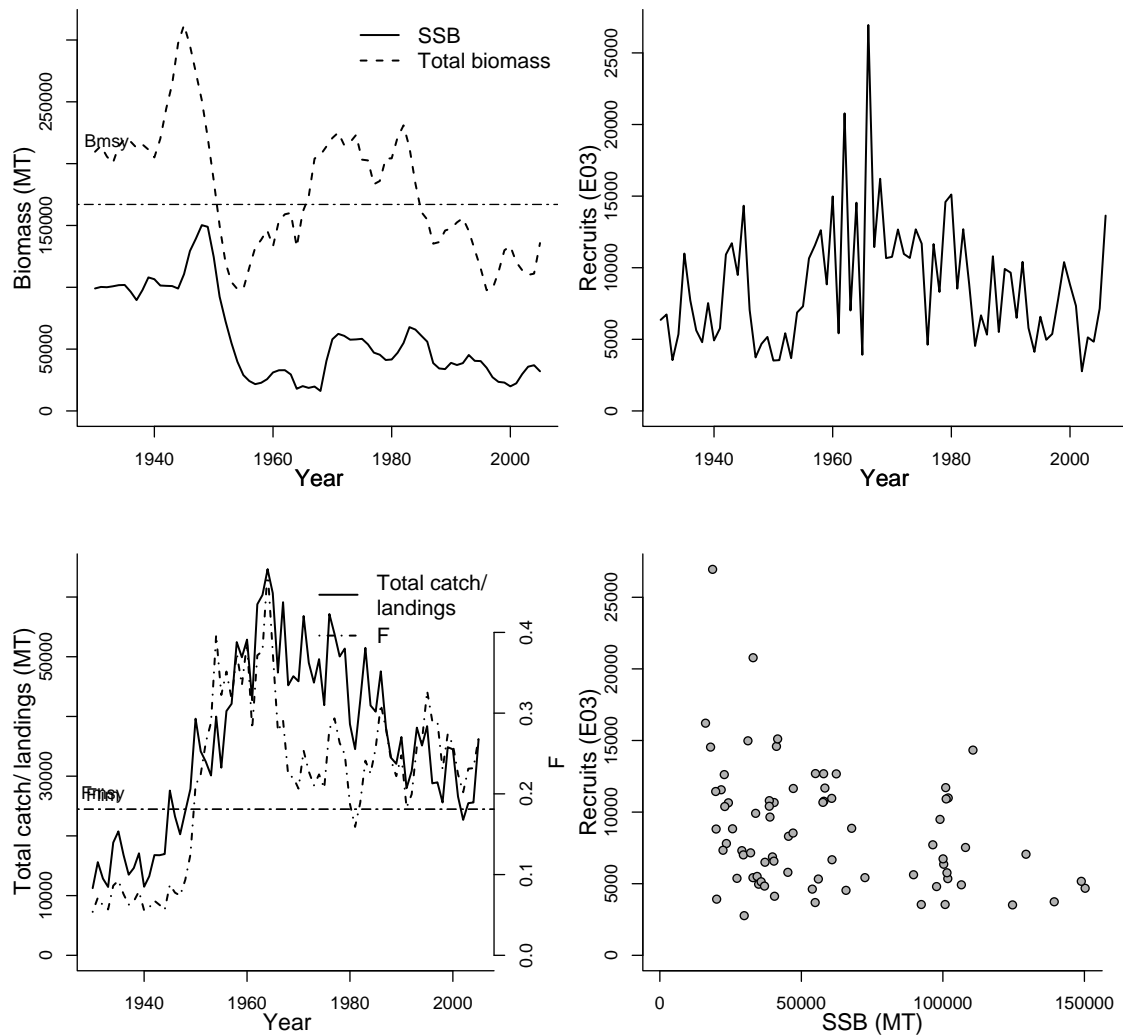 SSB
Total biomass
Bmsy
Biomass (MT)
0
50000
150000
250000
1940
1960
1980
2000
Year
Recruits (E03)
0
5000
10000
15000
20000
25000
1940
1960
1980
2000
Year
Total catch/
landings
F
Fmsy
Flim
Total catch/ landings (MT)
0
10000
30000
50000
F
0.0
0.1
0.2
0.3
0.4
1940
1960
1980
2000
Year
Recruits (E03)
0
5000
10000
15000
20000
25000
0
50000
100000
150000
SSB (MT)